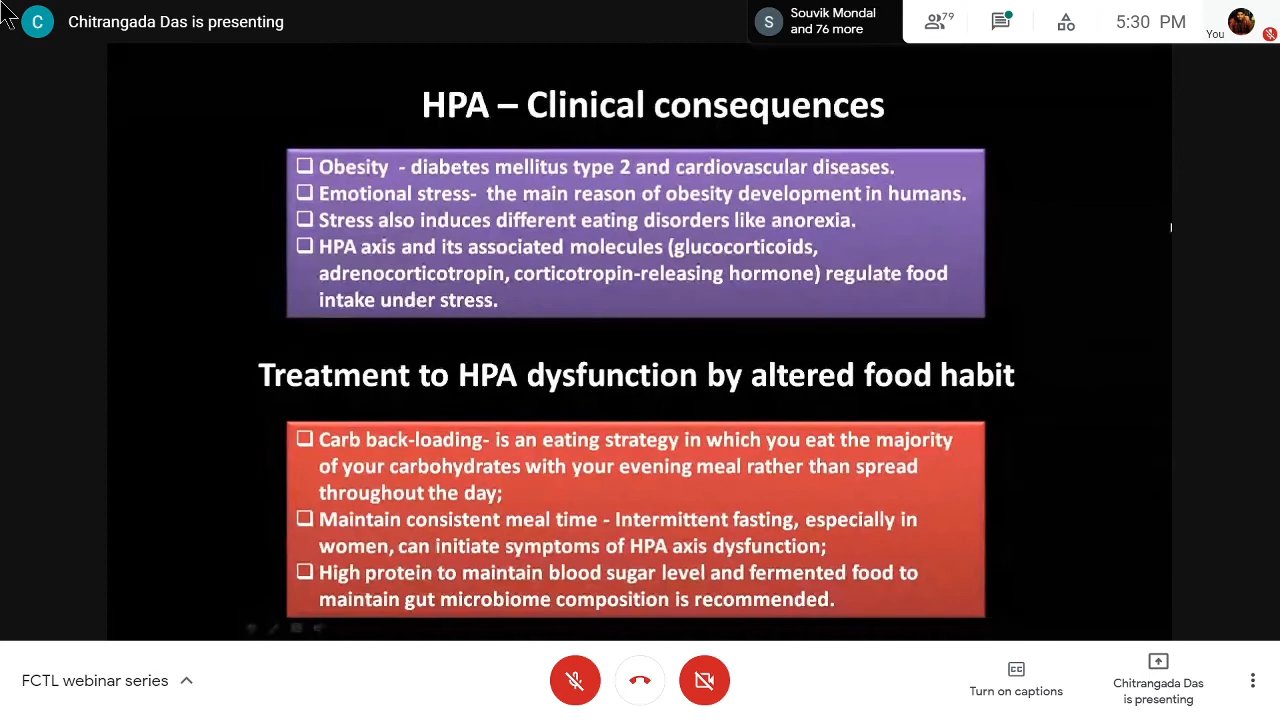 C
Chitrangada Das is presenting
S
Souvik Mondal
and 76 more
79
5:30 PM
You
HPA – Clinical consequences
❑ Obesity - diabetes mellitus type 2 and cardiovascular diseases.
❑ Emotional stress- the main reason of obesity development in humans.
❑ Stress also induces different eating disorders like anorexia.
❑ HPA axis and its associated molecules (glucocorticoids,
adrenocorticotropin, corticotropin-releasing hormone) regulate food
intake under stress.
Treatment to HPA dysfunction by altered food habit
❑ Carb back-loading- is an eating strategy in which you eat the majority
of your carbohydrates with your evening meal rather than spread
throughout the day;
❑ Maintain consistent meal time - Intermittent fasting, especially in
women, can initiate symptoms of HPA axis dysfunction;
❑ High protein to maintain blood sugar level and fermented food to
maintain gut microbiome composition is recommended.
FCTL webinar series
CC
Turn on captions
Chitrangada Das
is presenting